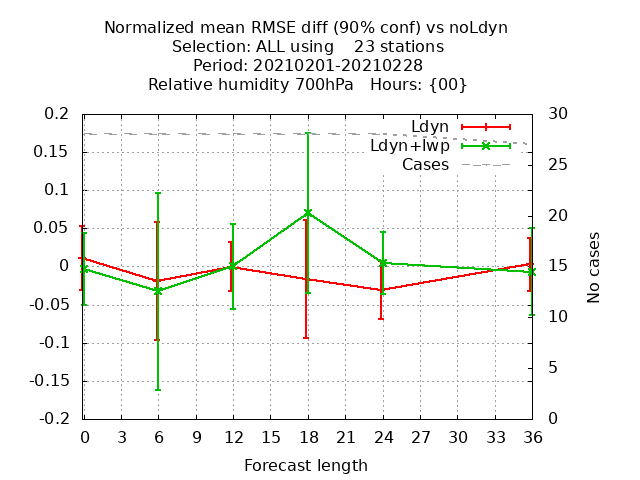 Normalized mean RMSE diff (90% conf) vs noLdyn
Selection: ALL using    23 stations
Period: 20210201-20210228
Relative humidity 700hPa   Hours: {00}
0.2
0.15
0.1
0.05
0
-0.05
-0.1
-0.15
-0.2
30
25
20
15
10
5
0
Ldyn
Ldyn+lwp
Cases
No cases
0 3 6 9 12 15 18 21 24 27 30 33 36
Forecast length